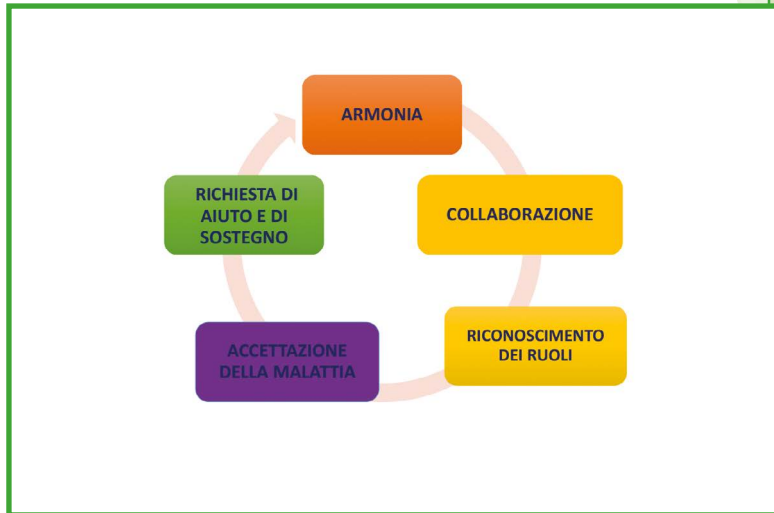 ARMONIA
COLLABORAZIONE
RICONOSCIMENTO
DEI RUOLI
ACCETTAZIONE
DELLA MALATTIA
RICHIESTA DI
AIUTO E DI
SOSTEGNO